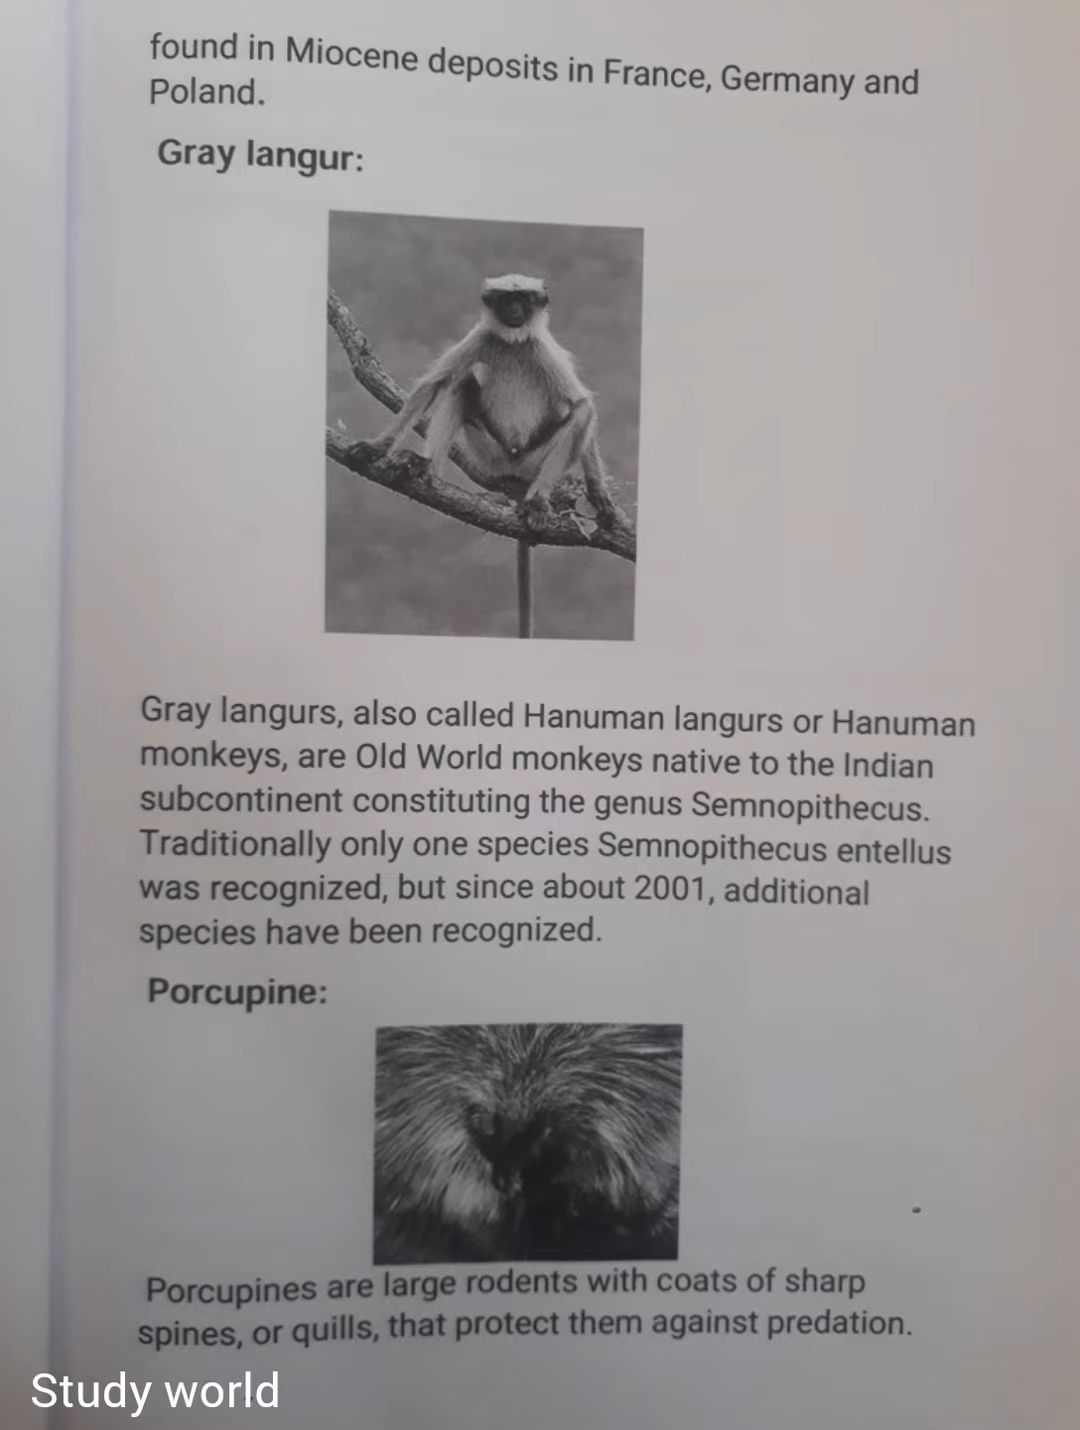 found in Miocene deposits in France, Germany and
Poland.
Gray langur:
Gray langurs, also called Hanuman langurs or Hanuman
monkeys, are Old World monkeys native to the Indian
subcontinent constituting the genus Semnopithecus.
Traditionally only one species Semnopithecus entellus
was recognized, but since about 2001, additional
species have been recognized.
Porcupine:
Porcupines are large rodents with coats of sharp
spines, or quills, that protect them against predation.
Study world